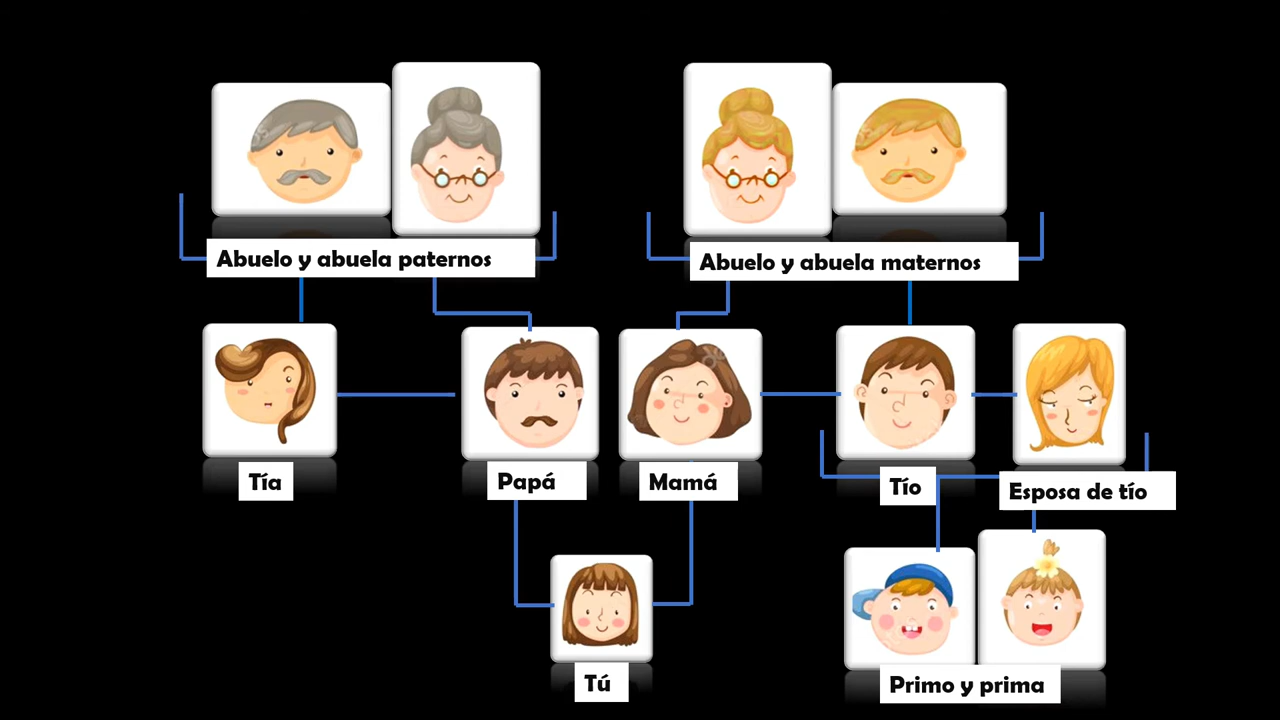 Abuelo y abuela paternos
Abuelo y abuela maternos
Tía
Papá
Mamá
Tío
Esposa de tío
Tú
Primo y prima